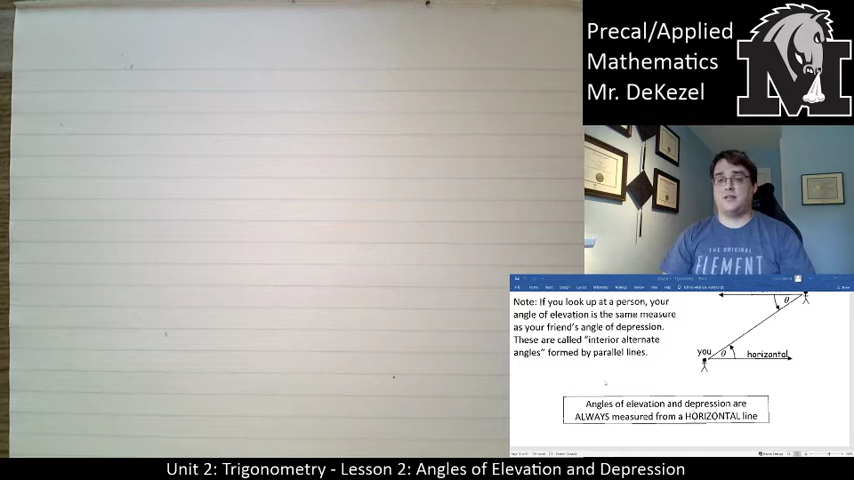 Precal/Applied
Mathematics
Mr. DeKezel
M
THE ORIGINAL
ELEMENT
Note: If you look up at a person, your
angle of elevation is the same measure
as your friend's angle of depression.
These are called "interior alternate
angles" formed by parallel lines.
θ
you
θ
horizontal
Angles of elevation and depression are
ALWAYS measured from a HORIZONTAL line
Unit 2: Trigonometry - Lesson 2: Angles of Elevation and Depression